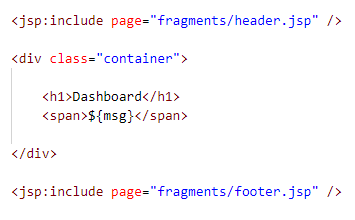 <jsp:include page="fragments/header.jsp" />
<div class="container">
<h1>Dashboard</h1>
<span>${msg}</span>
</div>
<jsp:include page="fragments/footer.jsp" />